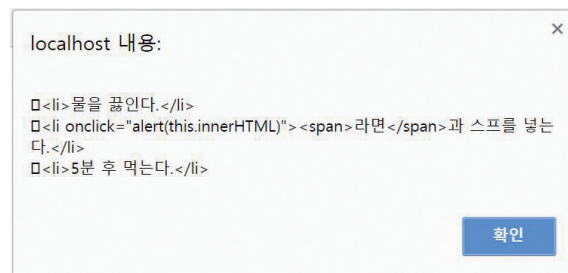 localhost 내용:
×
▯<li>물을 끓인다.</li>
▯<li onclick="alert(this.innerHTML)"><span>라면</span>과 스프를 넣는
다.</li>
▯<li>5분 후 먹는다.</li>
확인